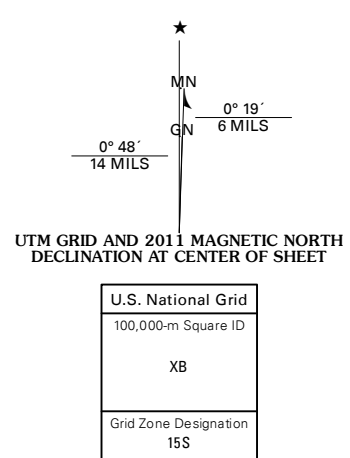 ★
MN
0° 19´
6 MILS
GN
0° 48´
14 MILS
UTM GRID AND 2011 MAGNETIC NORTH
DECLINATION AT CENTER OF SHEET
U.S. National Grid
100,000-m Square ID
XB
Grid Zone Designation
15S